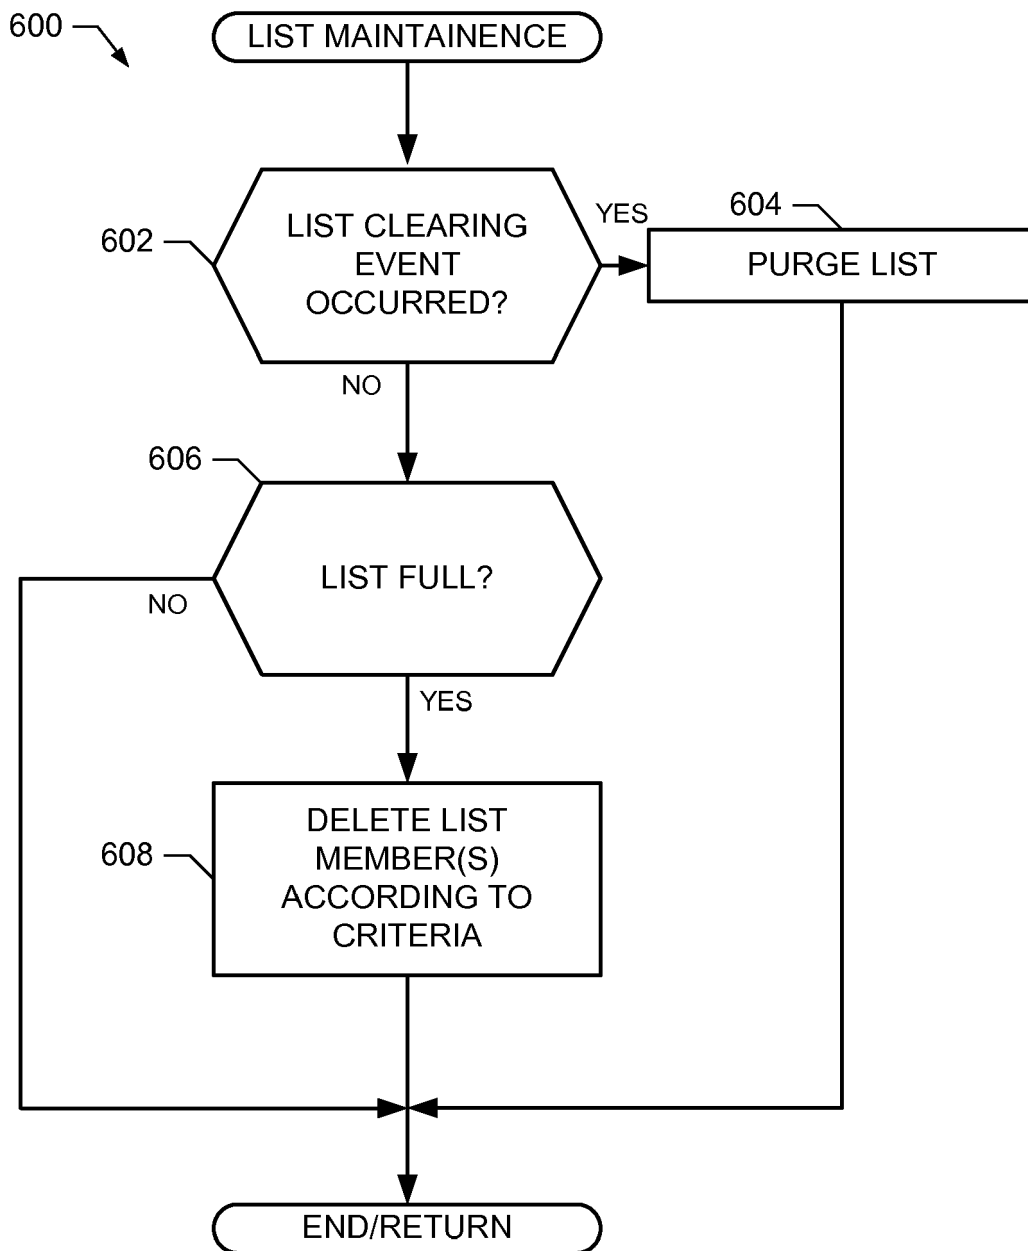 600
LIST MAINTAINENCE
602
LIST CLEARING
EVENT
OCCURRED?
YES
604
PURGE LIST
NO
606
LIST FULL?
NO
YES
608
DELETE LIST
MEMBER(S)
ACCORDING TO
CRITERIA
END/RETURN